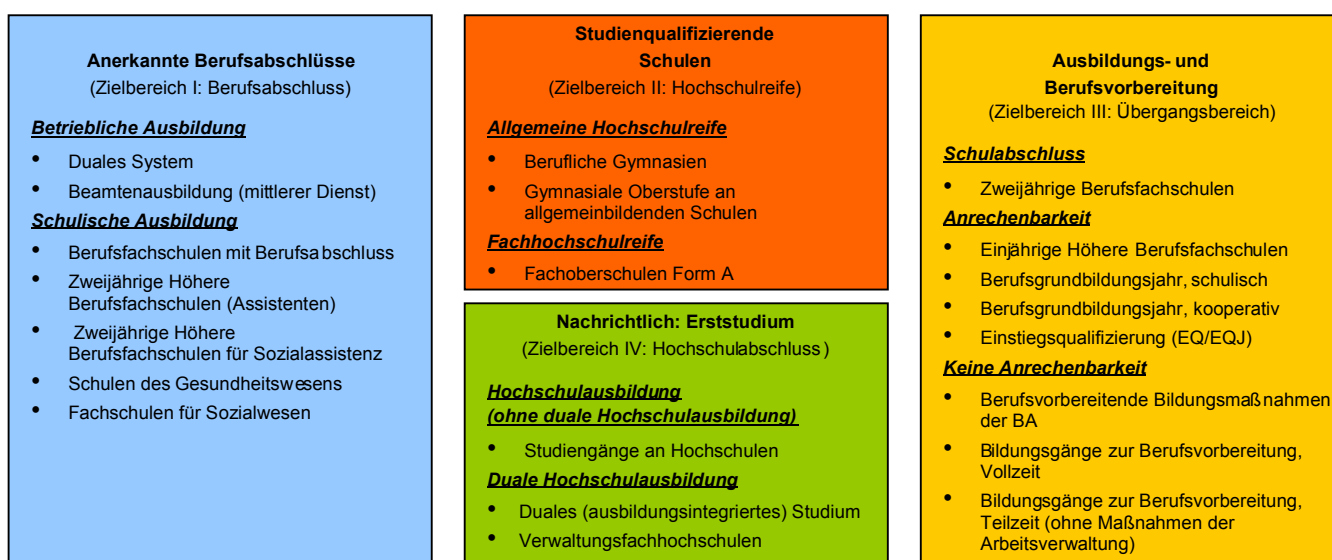 Anerkannte Berufsabschlüsse
(Zielbereich I: Berufsabschluss)
Betriebliche Ausbildung
• Duales System
• Beamtenausbildung (mittlerer Dienst)
Schulische Ausbildung
• Berufsfachschulen mit Berufsabschluss
• Zweijährige Höhere
Berufsfachschulen (Assistenten)
• Zweijährige Höhere
Berufsfachschulen für Sozialassistenz
• Schulen des Gesundheitswesens
• Fachschulen für Sozialwesen
Studienqualifizierende
Schulen
(Zielbereich II: Hochschulreife)
Allgemeine Hochschulreife
• Berufliche Gymnasien
• Gymnasiale Oberstufe an
allgemeinbildenden Schulen
Fachhochschulreife
• Fachoberschulen Form A
Nachrichtlich: Erststudium
(Zielbereich IV: Hochschulabschluss)
Hochschulausbildung
(ohne duale Hochschulausbildung)
• Studiengänge an Hochschulen
Duale Hochschulausbildung
• Duales (ausbildungsintegriertes) Studium
• Verwaltungsfachhochschulen
Ausbildungs- und
Berufsvorbereitung
(Zielbereich III: Übergangsbereich)
Schulabschluss
• Zweijährige Berufsfachschulen
Anrechenbarkeit
• Einjährige Höhere Berufsfachschulen
• Berufsgrundbildungsjahr, schulisch
• Berufsgrundbildungsjahr, kooperativ
• Einstiegsqualifizierung (EQ/EQJ)
Keine Anrechenbarkeit
• Berufsvorbereitende Bildungsmaßnahmen
der BA
• Bildungsgänge zur Berufsvorbereitung,
Vollzeit
• Bildungsgänge zur Berufsvorbereitung,
Teilzeit (ohne Maßnahmen der
Arbeitsverwaltung)